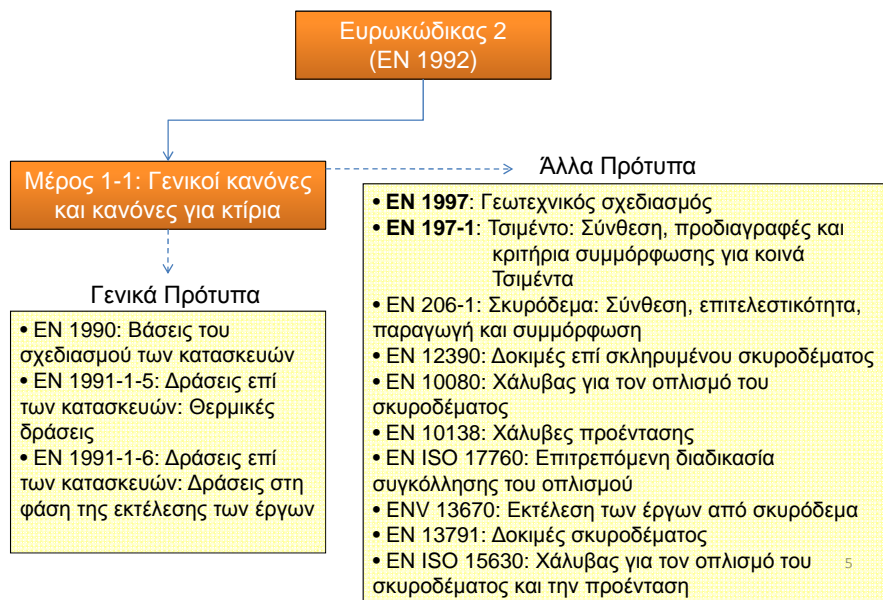 Ευρωκώδικας 2
(EN 1992)
Μέρος 1-1: Γενικοί κανόνες
και κανόνες για κτίρια
Γενικά Πρότυπα
• EN 1990: Βάσεις του
σχεδιασμού των κατασκευών
• EN 1991-1-5: Δράσεις επί
των κατασκευών: Θερμικές
δράσεις
• EN 1991-1-6: Δράσεις επί
των κατασκευών: Δράσεις στη
φάση της εκτέλεσης των έργων
Άλλα Πρότυπα
• EN 1997: Γεωτεχνικός σχεδιασμός
• EN 197-1: Τσιμέντο: Σύνθεση, προδιαγραφές και
κριτήρια συμμόρφωσης για κοινά
Τσιμέντα
• EN 206-1: Σκυρόδεμα: Σύνθεση, επιτελεστικότητα,
παραγωγή και συμμόρφωση
• EN 12390: Δοκιμές επί σκληρυμένου σκυροδέματος
• EN 10080: Χάλυβας για τον οπλισμό του
σκυροδέματος
• EN 10138: Χάλυβες προέντασης
• EN ISO 17760: Επιτρεπόμενη διαδικασία
συγκόλλησης του οπλισμού
• ENV 13670: Εκτέλεση των έργων από σκυρόδεμα
• EN 13791: Δοκιμές σκυροδέματος
• EN ISO 15630: Χάλυβας για τον οπλισμό του
σκυροδέματος και την προένταση
5